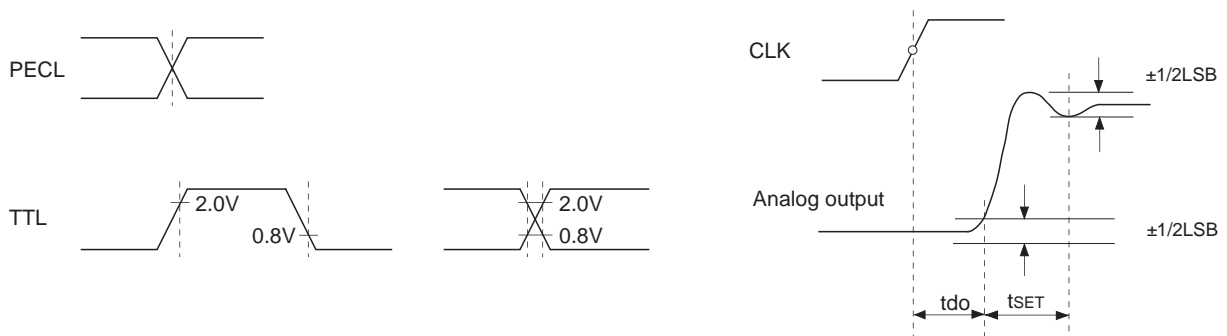 PECL
TTL
2.0V
0.8V
2.0V
0.8V
CLK
±1/2LSB
Analog output
±1/2LSB
tdo
tSET